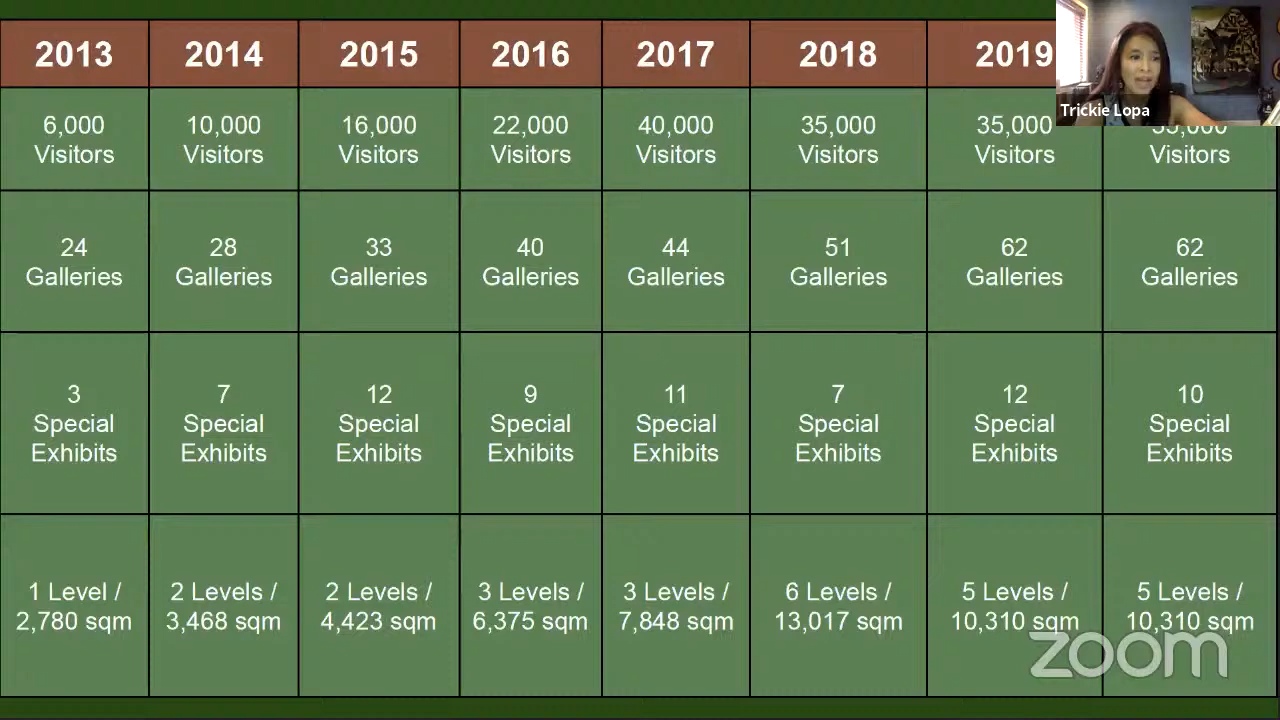 2013 2014 2015 2016 2017 2018 2019
Trickie Lopa
6,000 10,000 16,000 22,000 40,000 35,000 35,000
Visitors Visitors Visitors Visitors Visitors Visitors Visitors Visitors
24 28 33 40 44 51 62 62
Galleries Galleries Galleries Galleries Galleries Galleries Galleries Galleries
3 7 12 9 11 7 12 10
Special Special Special Special Special Special Special Special
Exhibits Exhibits Exhibits Exhibits Exhibits Exhibits Exhibits Exhibits
1 Level / 2 Levels / 2 Levels / 3 Levels / 3 Levels / 6 Levels / 5 Levels / 5 Levels /
2,780 sqm 3,468 sqm 4,423 sqm 6,375 sqm 7,848 sqm 13,017 sqm 10,310 sqm 10,310 sqm
zoom